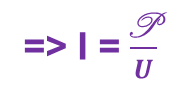 => I = 𝒫/U